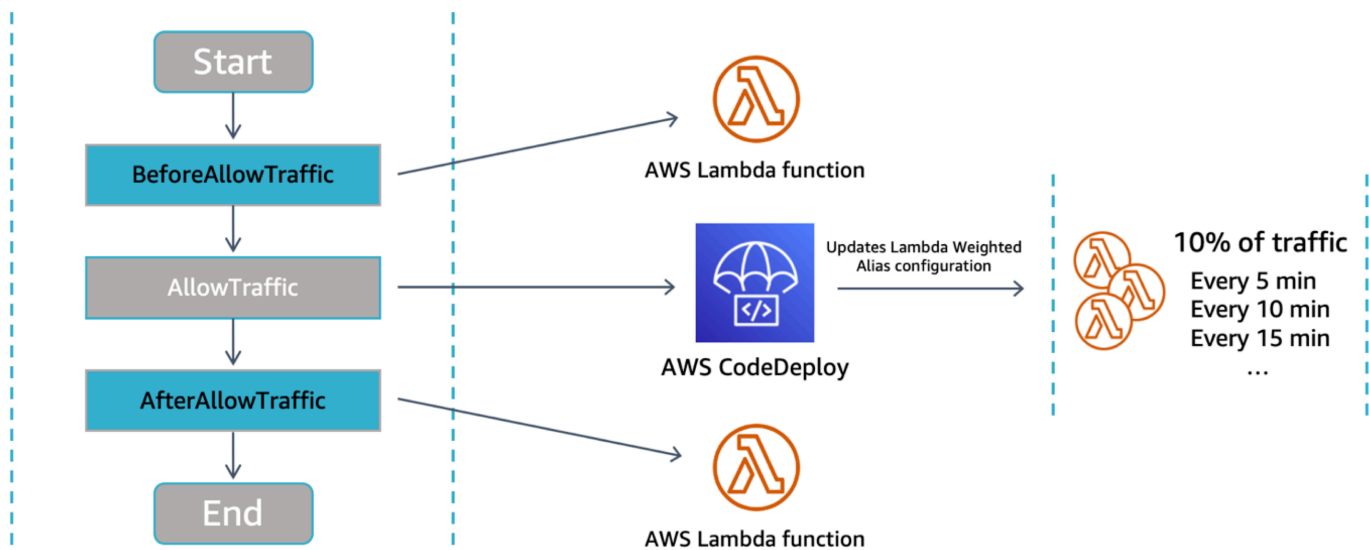 Start
BeforeAllowTraffic
AllowTraffic
AfterAllowTraffic
End
AWS Lambda function
</>
AWS CodeDeploy
AWS Lambda function
Updates Lambda Weighted
Alias configuration
10% of traffic
Every 5 min
Every 10 min
Every 15 min
...